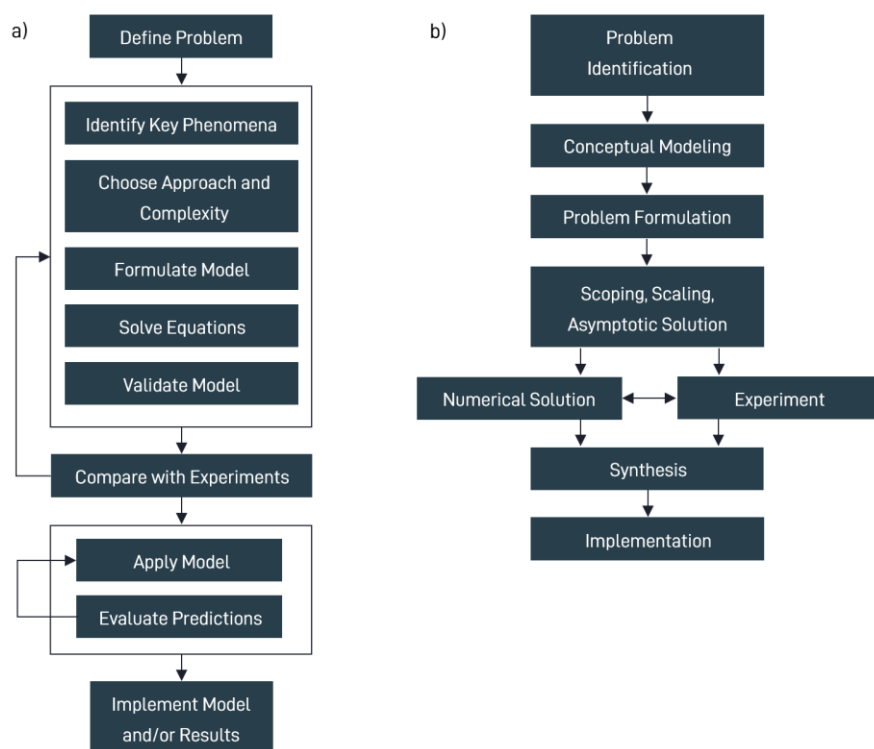 a)
Define Problem
Identify Key Phenomena
Choose Approach and
Complexity
Formulate Model
Solve Equations
Validate Model
Compare with Experiments
Apply Model
Evaluate Predictions
Implement Model
and/or Results
b)
Problem
Identification
Conceptual Modeling
Problem Formulation
Scoping, Scaling,
Asymptotic Solution
Numerical Solution
Experiment
Synthesis
Implementation